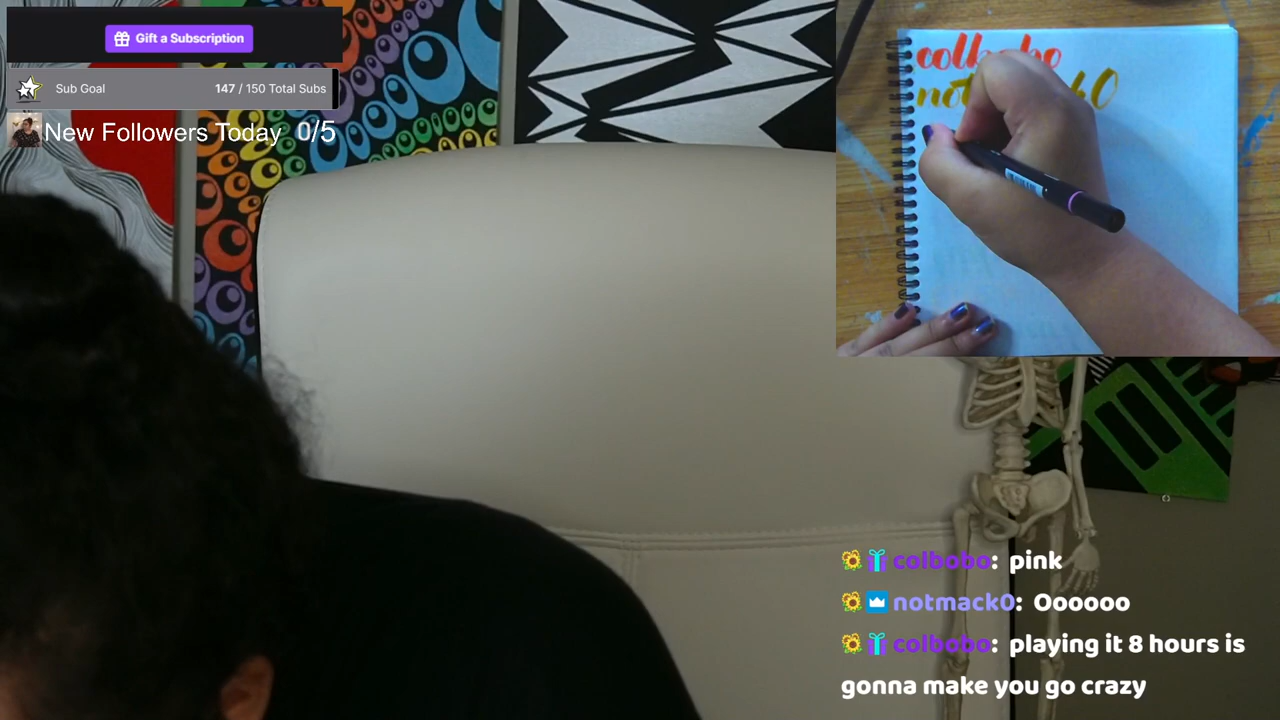 Gift a Subscription
Sub Goal 147 / 150 Total Subs
New Followers Today 0/5
colbobo
colbobo: pink
notmack0: Oooooo
colbobo: playing it 8 hours is
gonna make you go crazy